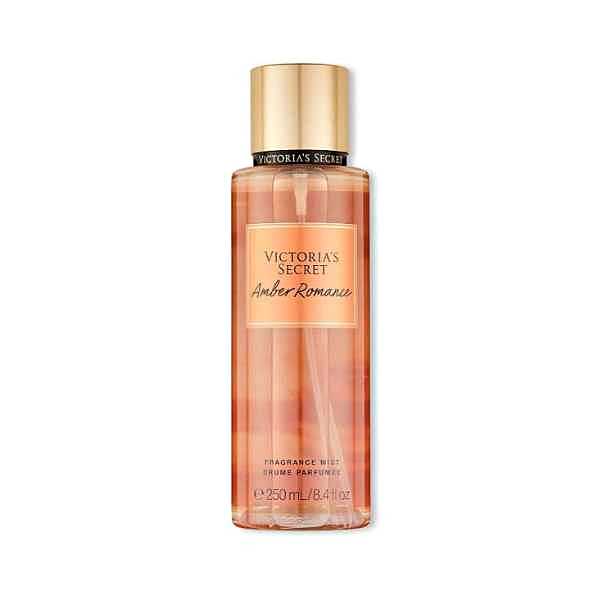 VICTORIA'S SECRET
VICTORIA'S
SECRET
Amber Romance
FRAGRANCE MIST
BRUME PARFUMÉE
℮ 250 mL/8.4 fl oz